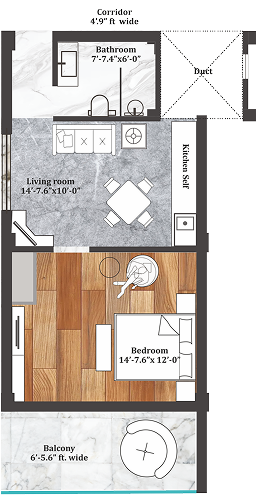 Corridor
4'.9" ft wide
Bathroom
7'-7.4"x6'-0"
Duct
Kitchen Self
Living room
14'-7.6"x10'-0"
Bedroom
14'-7.6"x 12'-0"
Balcony
6'-5.6" ft. wide